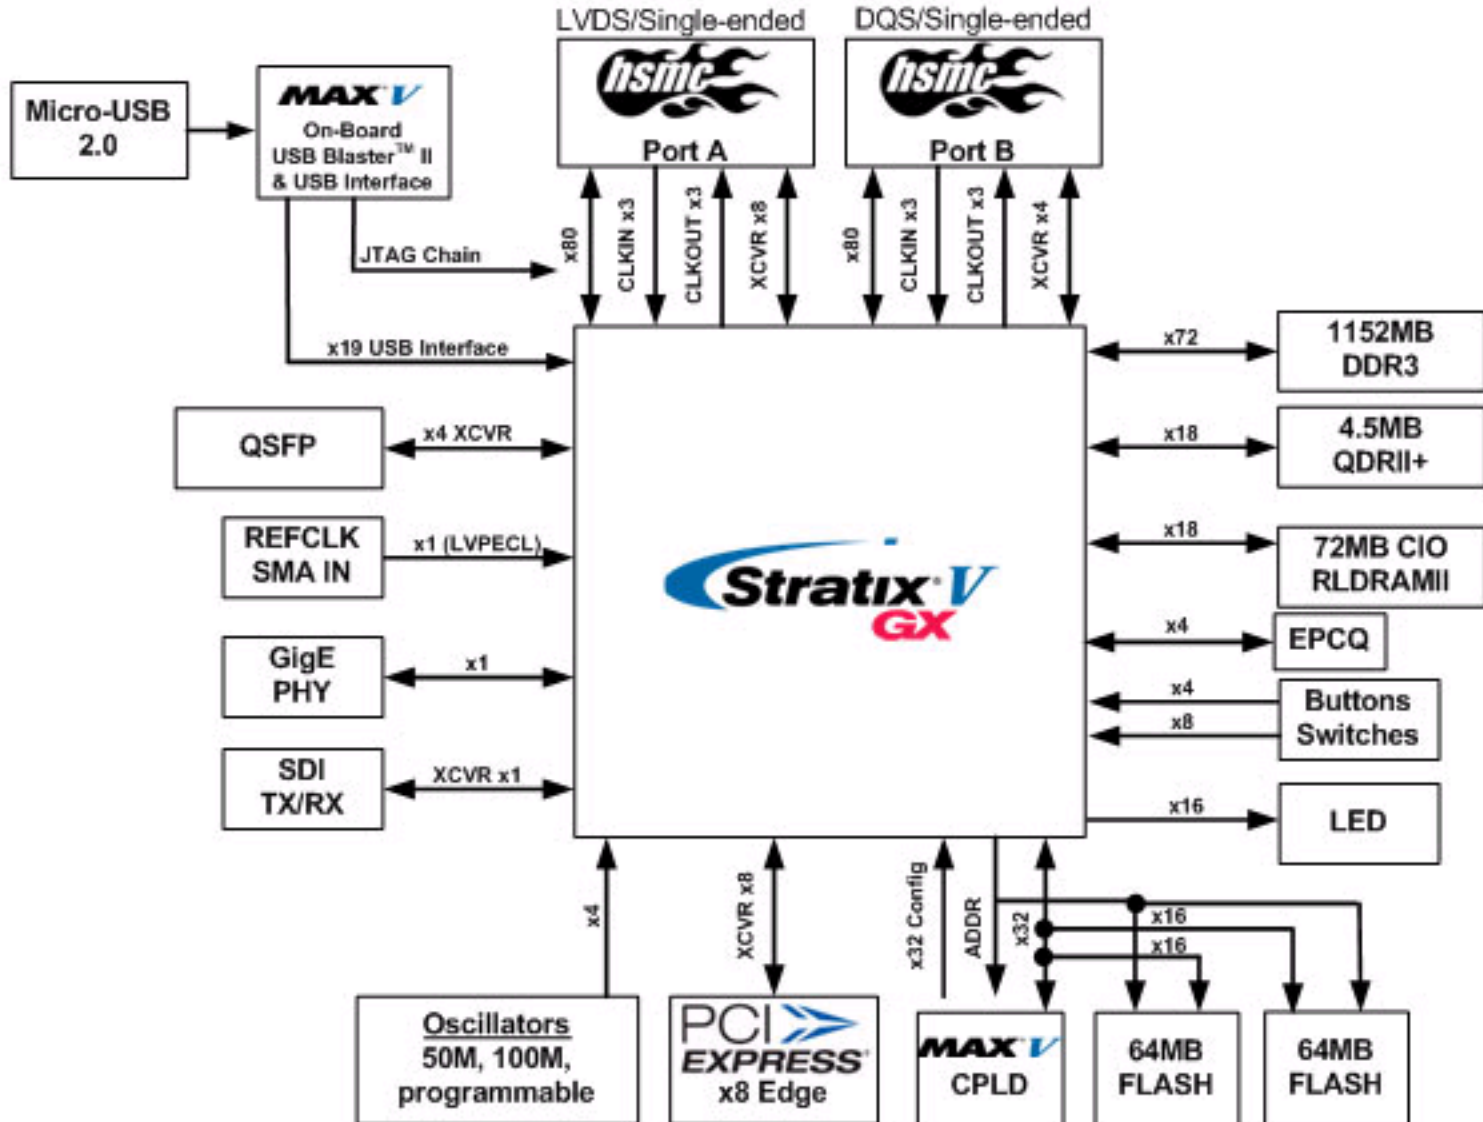 LVDS/Single-ended
DQS/Single-ended
hsmc
Port A
hsmc
Port B
Micro-USB
2.0
MAX V
On-Board
USB Blaster™ II
& USB Interface
JTAG Chain
x19 USB Interface
x80
CLKIN x3
CLKOUT x3
XCVR x8
x80
CLKIN x3
CLKOUT x3
XCVR x4
QSFP
x4 XCVR
REFCLK
SMA IN
x1 (LVPECL)
GigE
PHY
x1
SDI
TX/RX
XCVR x1
Stratix V
GX
x72
1152MB
DDR3
x18
4.5MB
QDRII+
x18
72MB CIO
RLDRAMII
x4
EPCQ
x4
x8
Buttons
Switches
x16
LED
x4
XCVR x8
x32 Config
ADDR
x32
x16
x16
Oscillators
50M, 100M,
programmable
PCI
EXPRESS
x8 Edge
MAX V
CPLD
64MB
FLASH
64MB
FLASH